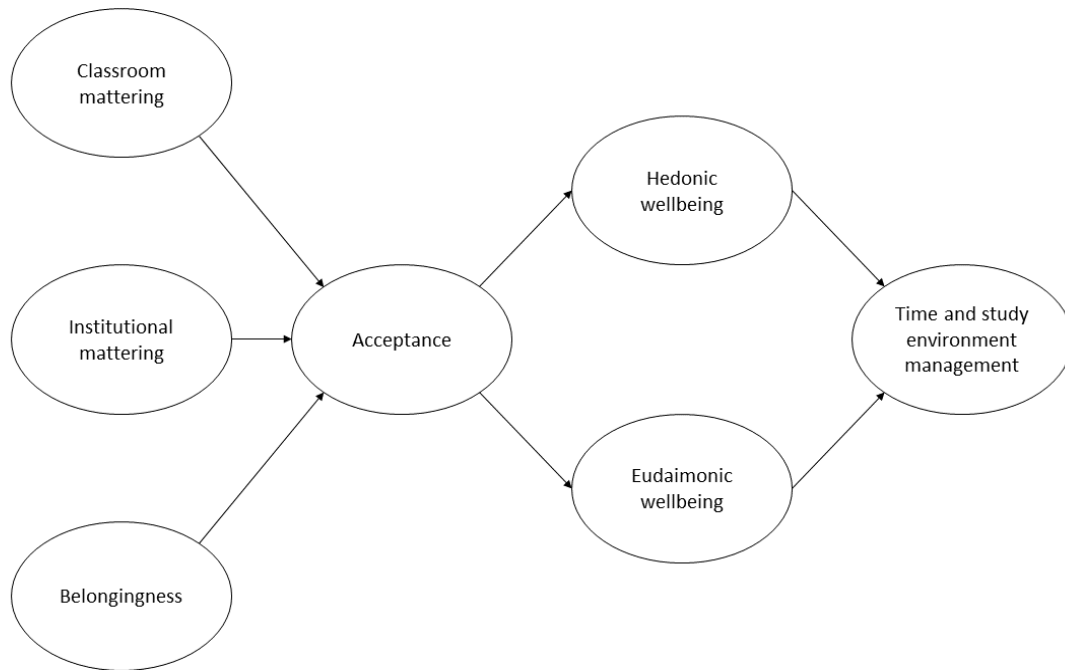 Classroom
mattering
Hedonic
wellbeing
Institutional
mattering
Acceptance
Time and study
environment
management
Eudaimonic
wellbeing
Belongingness